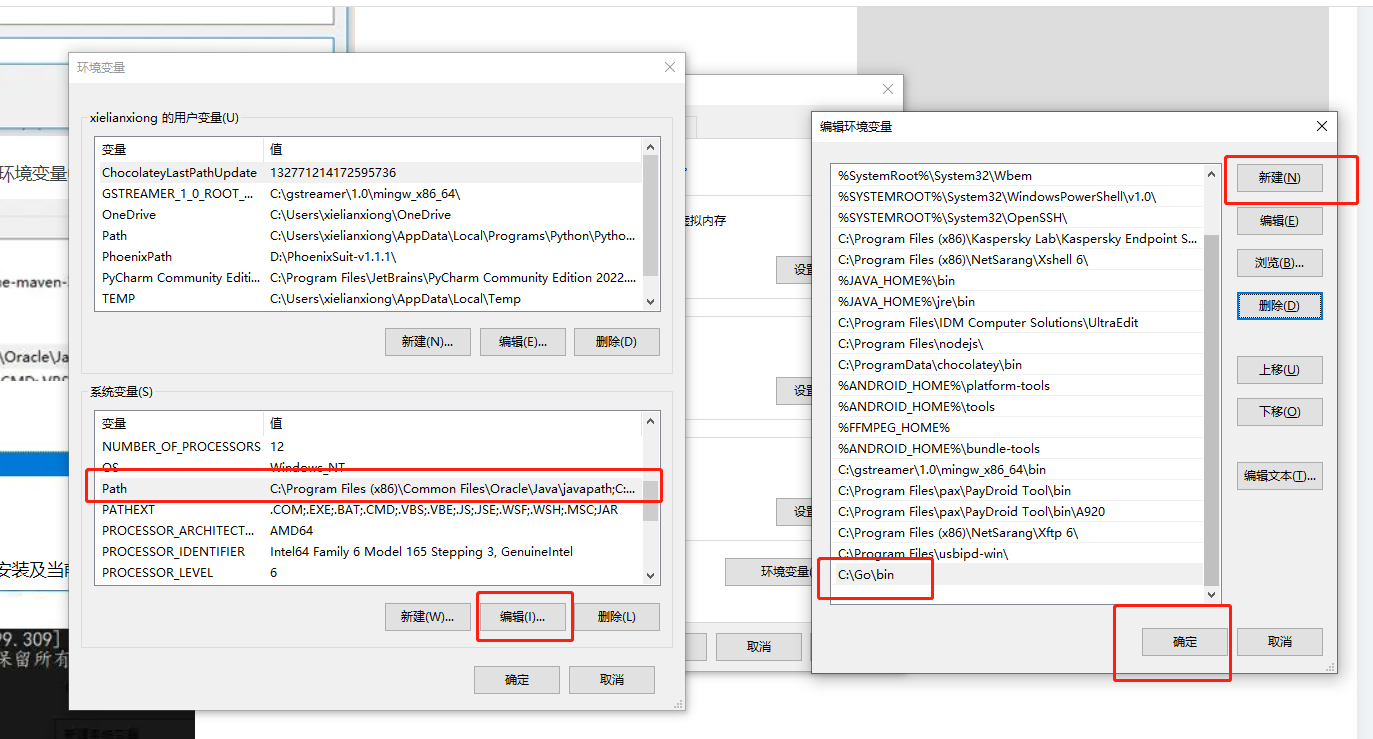 环境变量
xielianxiong 的用户变量(U)
变量 值
ChocolateyLastPathUpdate 132771214172595736
GSTREAMER_1_0_ROOT_... C:\gstreamer\1.0\mingw_x86_64\
OneDrive C:\Users\xielianxiong\OneDrive
Path C:\Users\xielianxiong\AppData\Local\Programs\Python\Pytho...
PhoenixPath D:\PhoenixSuit-v1.1.1\
PyCharm Community Editi... C:\Program Files\JetBrains\PyCharm Community Edition 2022....
TEMP C:\Users\xielianxiong\AppData\Local\Temp
新建(N)... 编辑(E)... 删除(D)
系统变量(S)
变量 值
NUMBER_OF_PROCESSORS 12
OS Windows_NT
Path C:\Program Files (x86)\Common Files\Oracle\Java\javapath;C:...
PATHEXT .COM;.EXE;.BAT;.CMD;.VBS;.VBE;.JS;.JSE;.WSF;.WSH;.MSC;JAR
PROCESSOR_ARCHITECT... AMD64
PROCESSOR_IDENTIFIER Intel64 Family 6 Model 165 Stepping 3, GenuineIntel
PROCESSOR_LEVEL 6
新建(W)... 编辑(I)... 删除(L)
确定 取消
环境变量
e-maven-
\Oracle\Ja
安装及当
99.309]
保留所有
虚拟内存
设
设
设
环境变量(
取消
编辑环境变量
%SystemRoot%\System32\Wbem
%SYSTEMROOT%\System32\WindowsPowerShell\v1.0\
%SYSTEMROOT%\System32\OpenSSH\
C:\Program Files (x86)\Kaspersky Lab\Kaspersky Endpoint S...
C:\Program Files (x86)\NetSarang\Xshell 6\
%JAVA_HOME%\bin
%JAVA_HOME%\jre\bin
C:\Program Files\IDM Computer Solutions\UltraEdit
C:\Program Files\nodejs\
C:\ProgramData\chocolatey\bin
%ANDROID_HOME%\platform-tools
%ANDROID_HOME%\tools
%FFMPEG_HOME%
%ANDROID_HOME%\bundle-tools
C:\gstreamer\1.0\mingw_x86_64\bin
C:\Program Files\pax\PayDroid Tool\bin
C:\Program Files\pax\PayDroid Tool\bin\A920
C:\Program Files (x86)\NetSarang\Xftp 6\
C:\Program Files\usbipd-win\
C:\Go\bin
新建(N)
编辑(E)
浏览(B)...
删除(D)
上移(U)
下移(O)
编辑文本(T)...
确定 取消